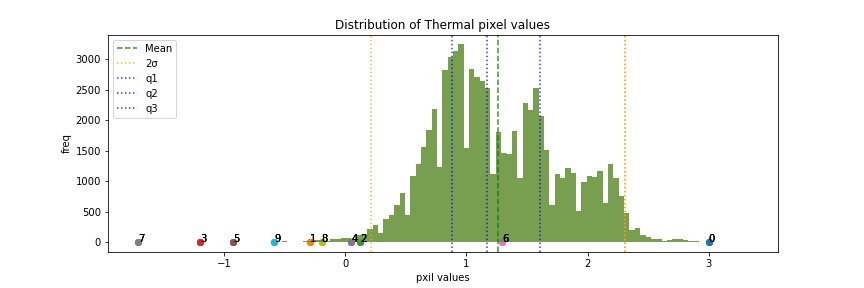 Distribution of Thermal pixel values
Mean
2σ
q1
q2
q3
freq
3000
2500
2000
1500
1000
500
0
7 3 5 9 1 8 4 2 6 0
−1 0 1 2 3
pxil values